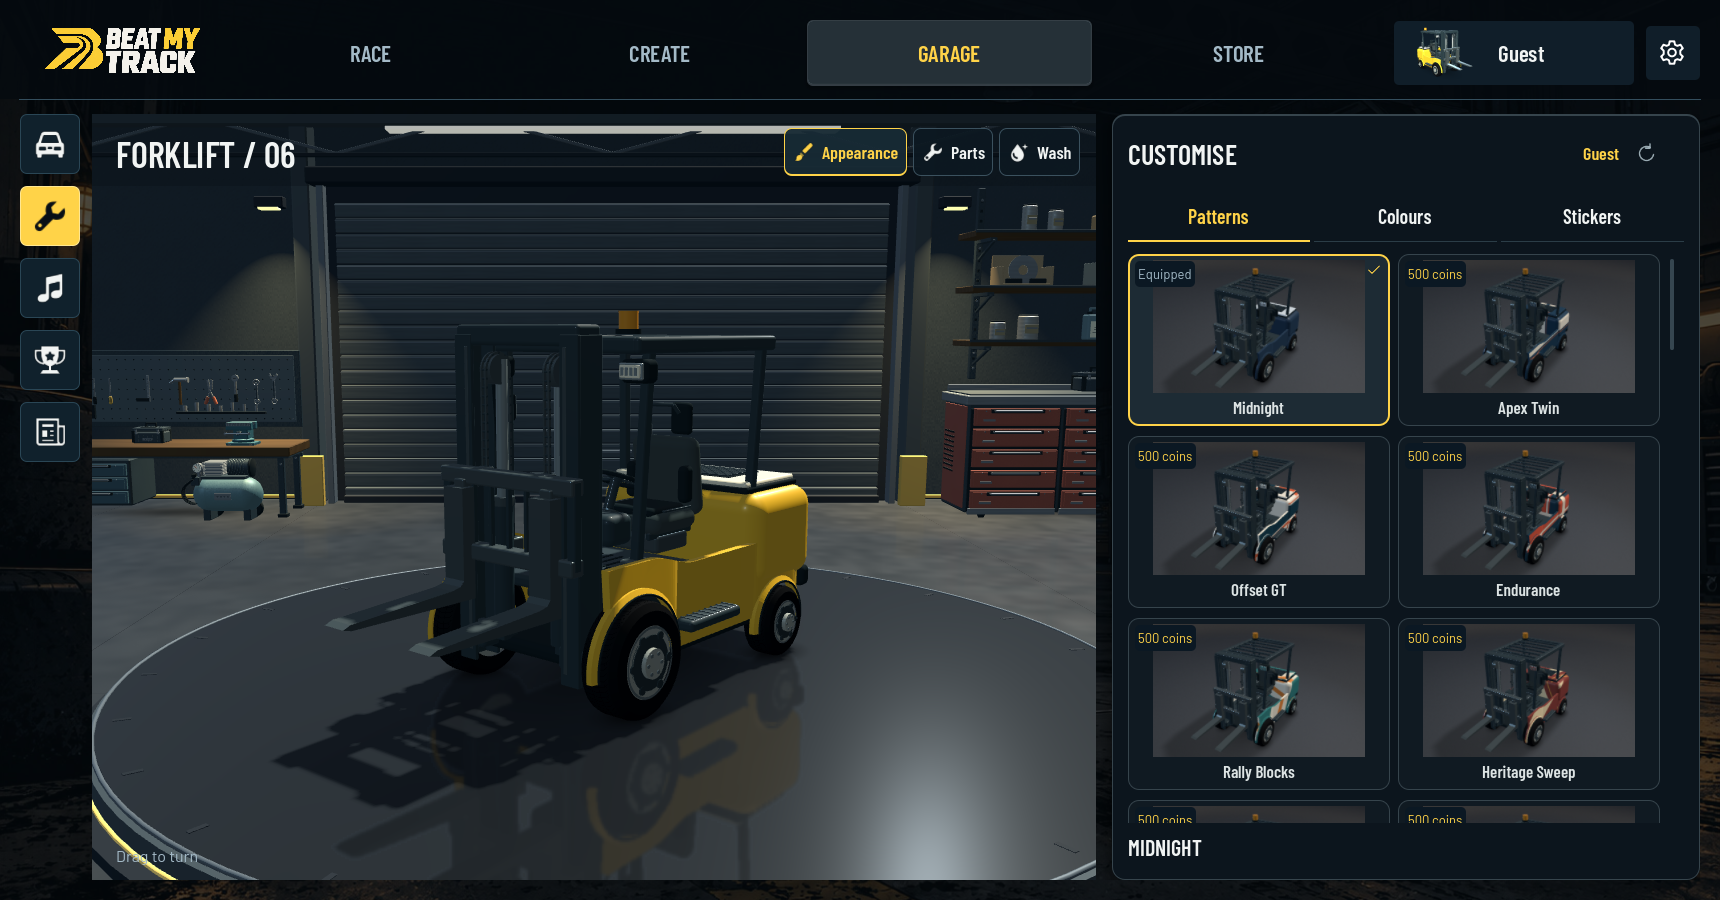 BEAT MY
TRACK
RACE
CREATE
GARAGE
STORE
Guest
FORKLIFT / 06
Appearance
Parts
Wash
CUSTOMISE
Guest
Patterns
Colours
Stickers
Equipped
Midnight
500 coins
Apex Twin
500 coins
Offset GT
500 coins
Endurance
500 coins
Rally Blocks
500 coins
Heritage Sweep
500 coins
500 coins
MIDNIGHT
Drag to turn